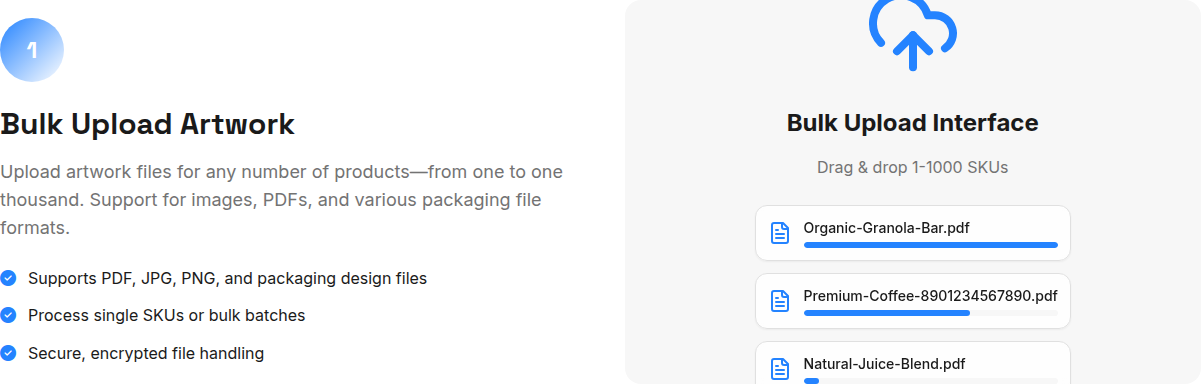 1
Bulk Upload Artwork
Upload artwork files for any number of products—from one to one
thousand. Support for images, PDFs, and various packaging file
formats.
Supports PDF, JPG, PNG, and packaging design files
Process single SKUs or bulk batches
Secure, encrypted file handling
Bulk Upload Interface
Drag & drop 1-1000 SKUs
Organic-Granola-Bar.pdf
Premium-Coffee-8901234567890.pdf
Natural-Juice-Blend.pdf